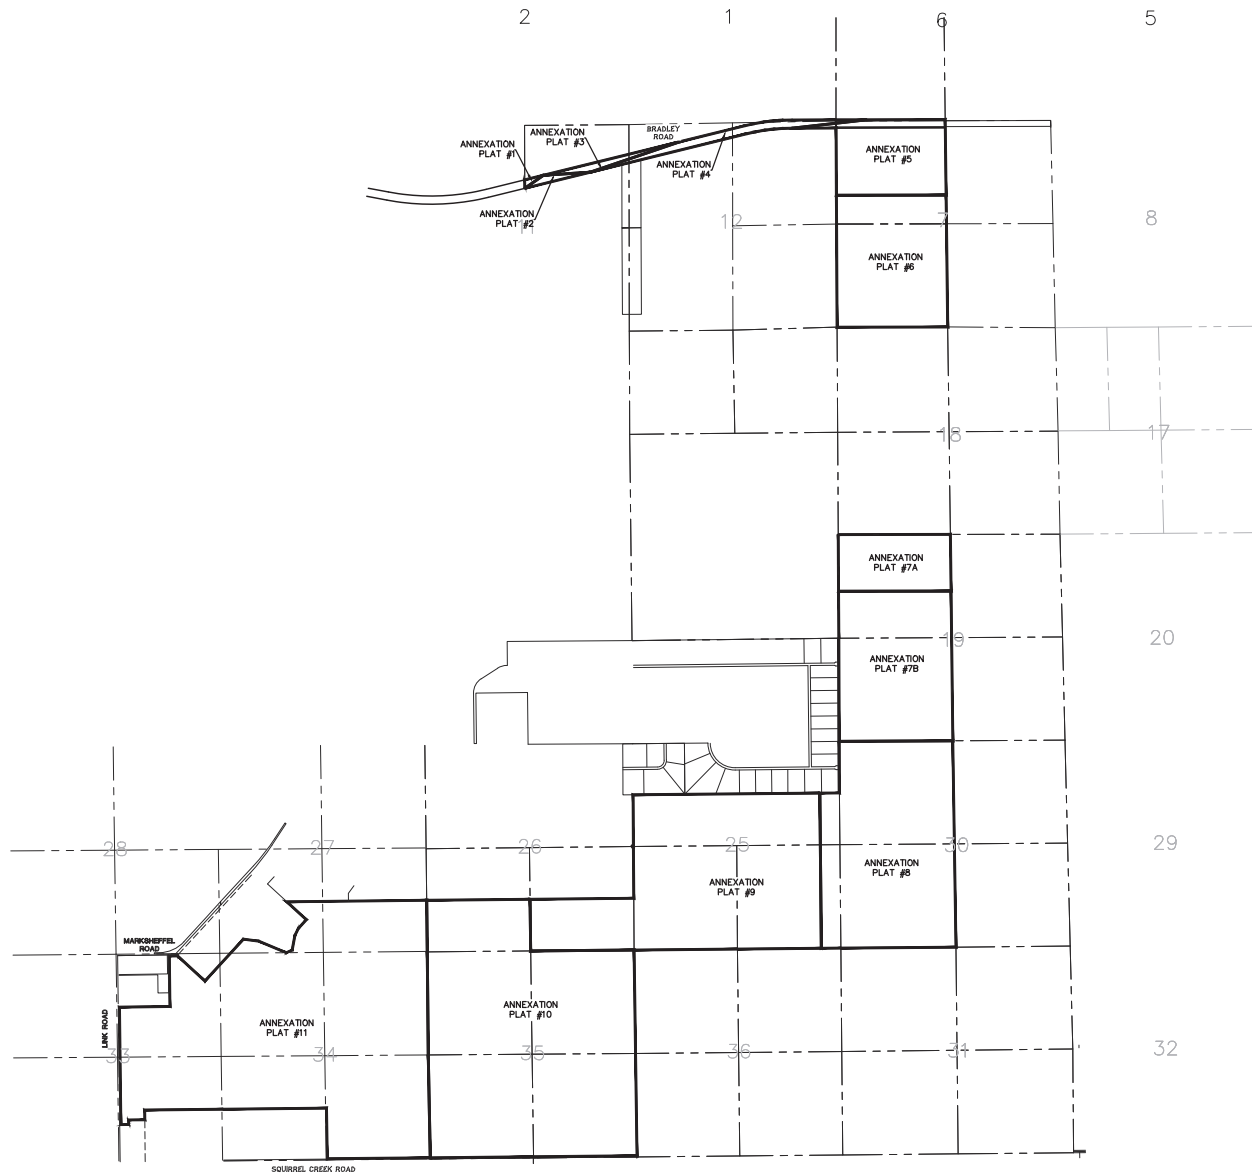 2
1
6
5
ANNEXATION
PLAT #1
ANNEXATION
PLAT #3
BRADLEY
ROAD
ANNEXATION
PLAT #4
ANNEXATION
PLAT #5
ANNEXATION
PLAT #2
11
12
7
8
ANNEXATION
PLAT #6
18
17
ANNEXATION
PLAT #7A
19
20
ANNEXATION
PLAT #7B
28
27
26
25
30
29
ANNEXATION
PLAT #8
ANNEXATION
PLAT #9
MARKSHEFFEL
ROAD
ANNEXATION
PLAT #10
ANNEXATION
PLAT #11
LINK ROAD
33
34
35
36
31
32
SQUIRREL CREEK ROAD